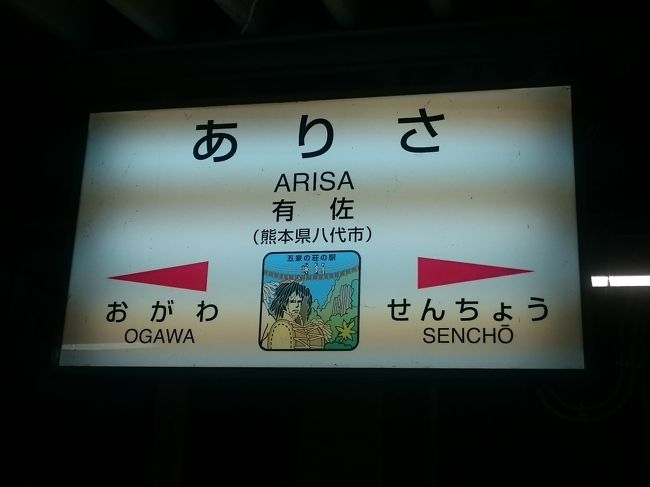 ありさ
ARISA
有佐
(熊本県八代市)
五家の荘の駅
おがわ
OGAWA
せんちょう
SENCHŌ